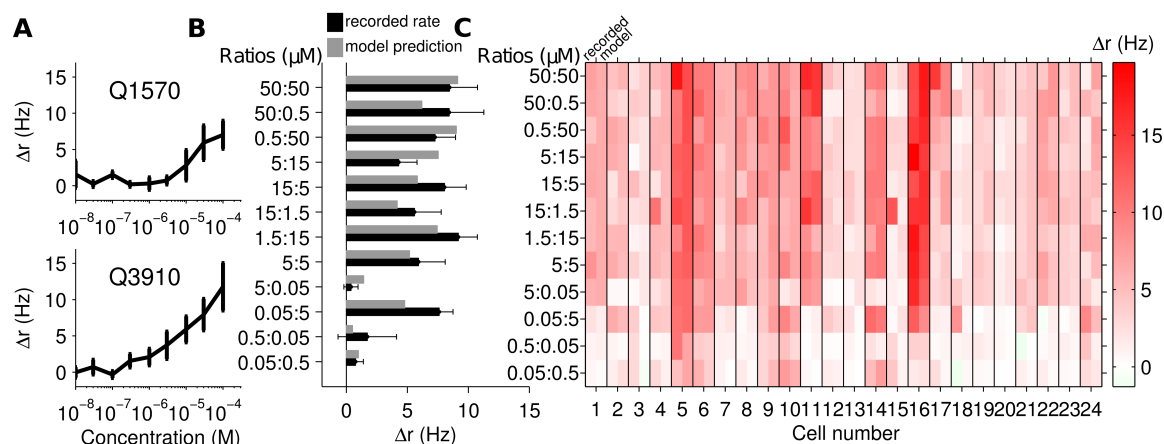 A
Q1570
Δr (Hz)
15
10
5
0
10⁻⁸ 10⁻⁷ 10⁻⁶ 10⁻⁵ 10⁻⁴
Q3910
Δr (Hz)
15
10
5
0
10⁻⁸ 10⁻⁷ 10⁻⁶ 10⁻⁵ 10⁻⁴
Concentration (M)
B
recorded rate
model prediction
Ratios (μM)
50:50
50:0.5
0.5:50
5:15
15:5
15:1.5
1.5:15
5:5
5:0.05
0.05:5
0.5:0.05
0.05:0.5
0 5 10 15
Δr (Hz)
C
recorded
model
Ratios (μM)
50:50
50:0.5
0.5:50
5:15
15:5
15:1.5
1.5:15
5:5
5:0.05
0.05:5
0.5:0.05
0.05:0.5
1 2 3 4 5 6 7 8 9 10 11 12 13 14 15 16 17 18 19 20 21 22 23 24
Cell number
Δr (Hz)
15
10
5
0